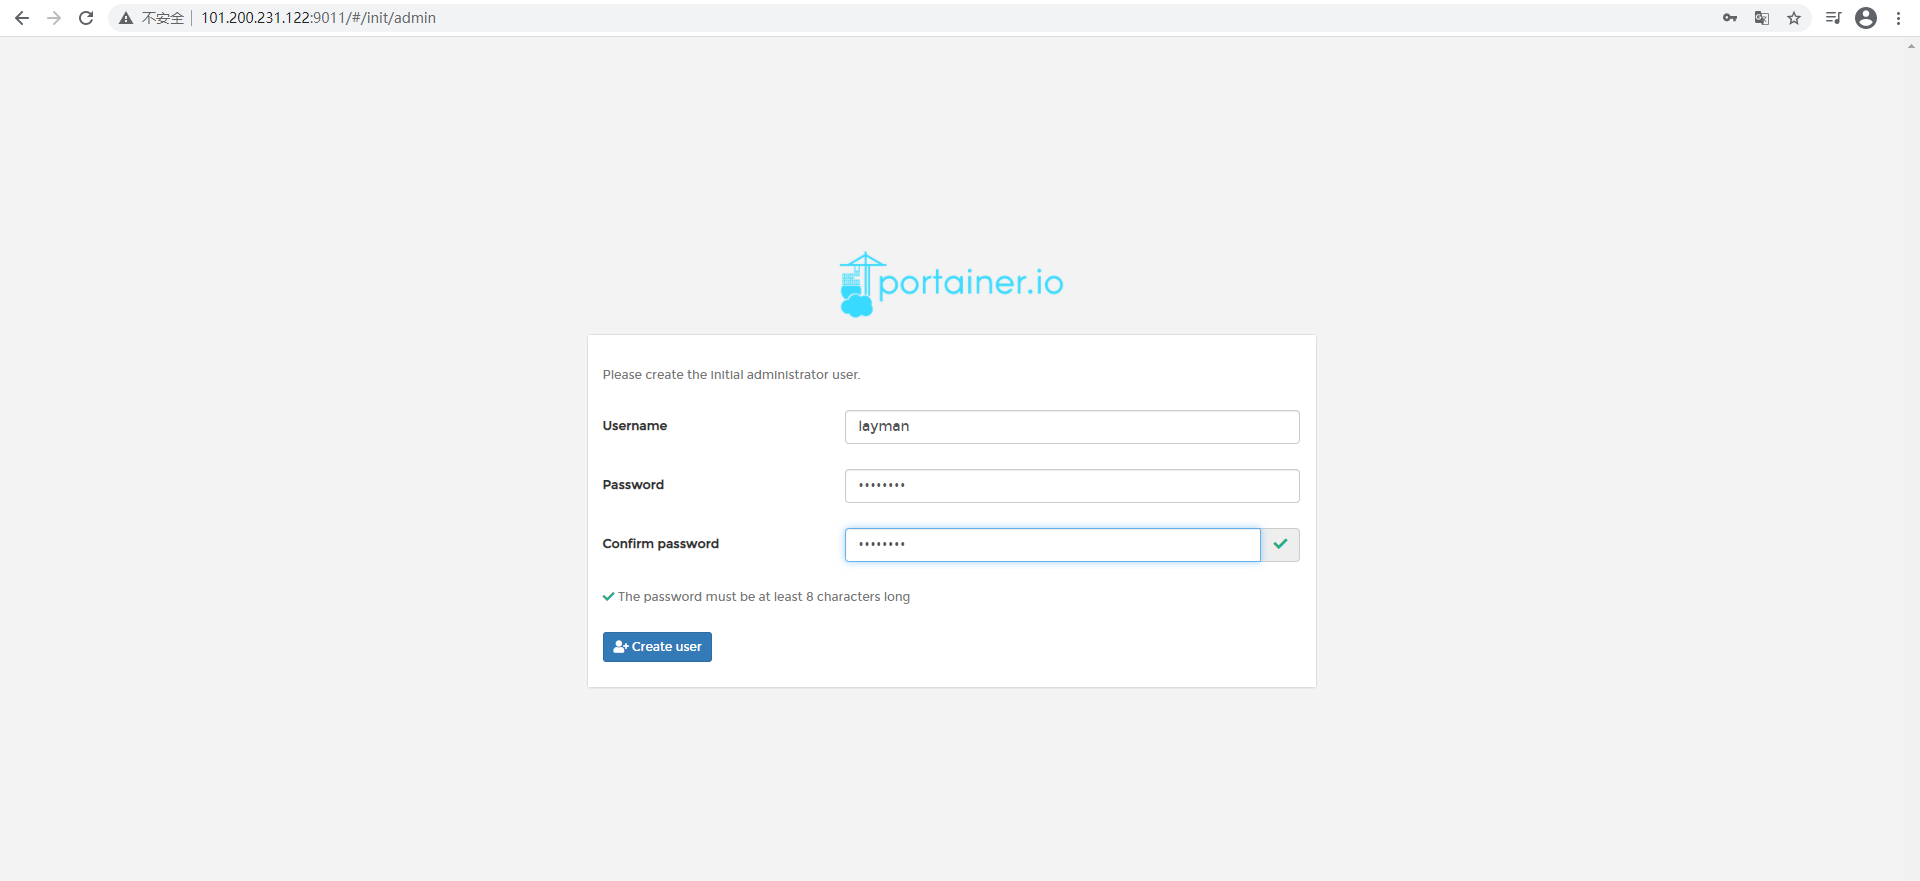 不安全 101.200.231.122:9011/#/init/admin
portainer.io
Please create the initial administrator user.
Username layman
Password ••••••••
Confirm password ••••••••
The password must be at least 8 characters long
Create user